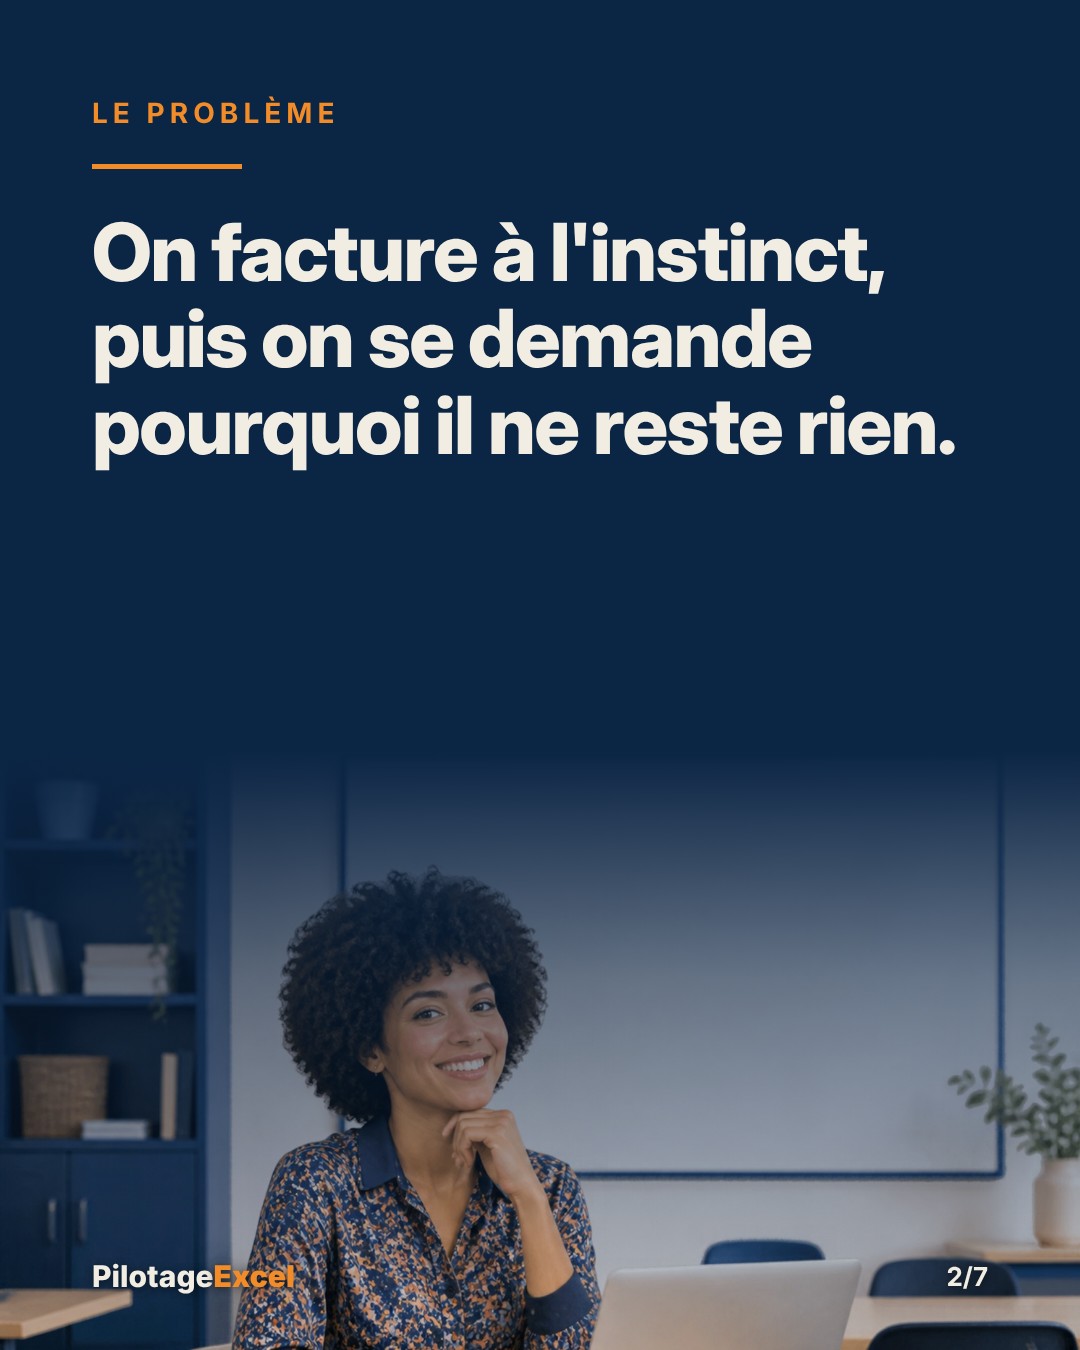 LE PROBLÈME
On facture à l'instinct,
puis on se demande
pourquoi il ne reste rien.
PilotageExcel
2/7